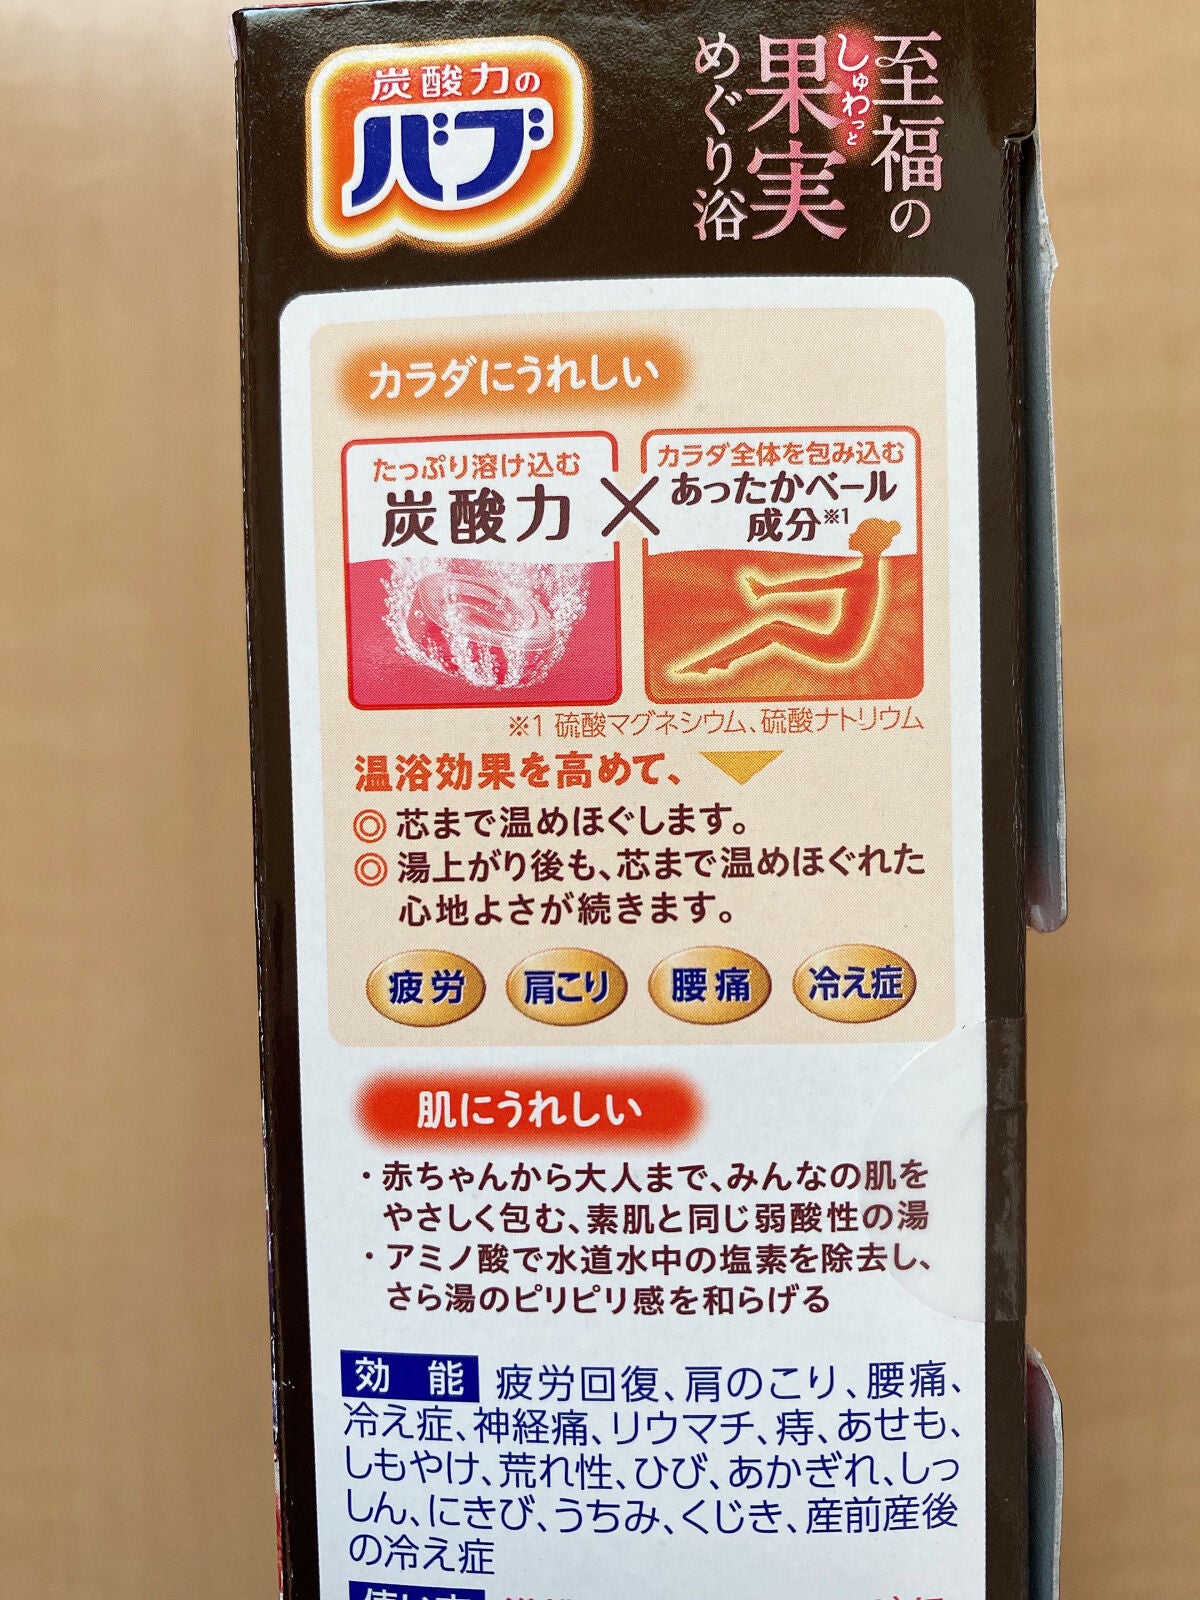 炭酸力の
バブ
至福の
しゅわっと
果実
めぐり浴
カラダにうれしい
たっぷり溶け込む
炭酸力
×
カラダ全体を包み込む
あったかベール
成分※1
※1 硫酸マグネシウム、硫酸ナトリウム
温浴効果を高めて、
◎芯まで温めほぐします。
◎湯上がり後も、芯まで温めほぐれた
心地よさが続きます。
疲労
肩こり
腰痛
冷え症
肌にうれしい
・赤ちゃんから大人まで、みんなの肌を
やさしく包む、素肌と同じ弱酸性の湯
・アミノ酸で水道水中の塩素を除去し、
さら湯のピリピリ感を和らげる
効能 疲労回復、肩のこり、腰痛、
冷え症、神経痛、リウマチ、痔、あせも、
しもやけ、荒れ性、ひび、あかぎれ、しっ
しん、にきび、うちみ、くじき、産前産後
の冷え症